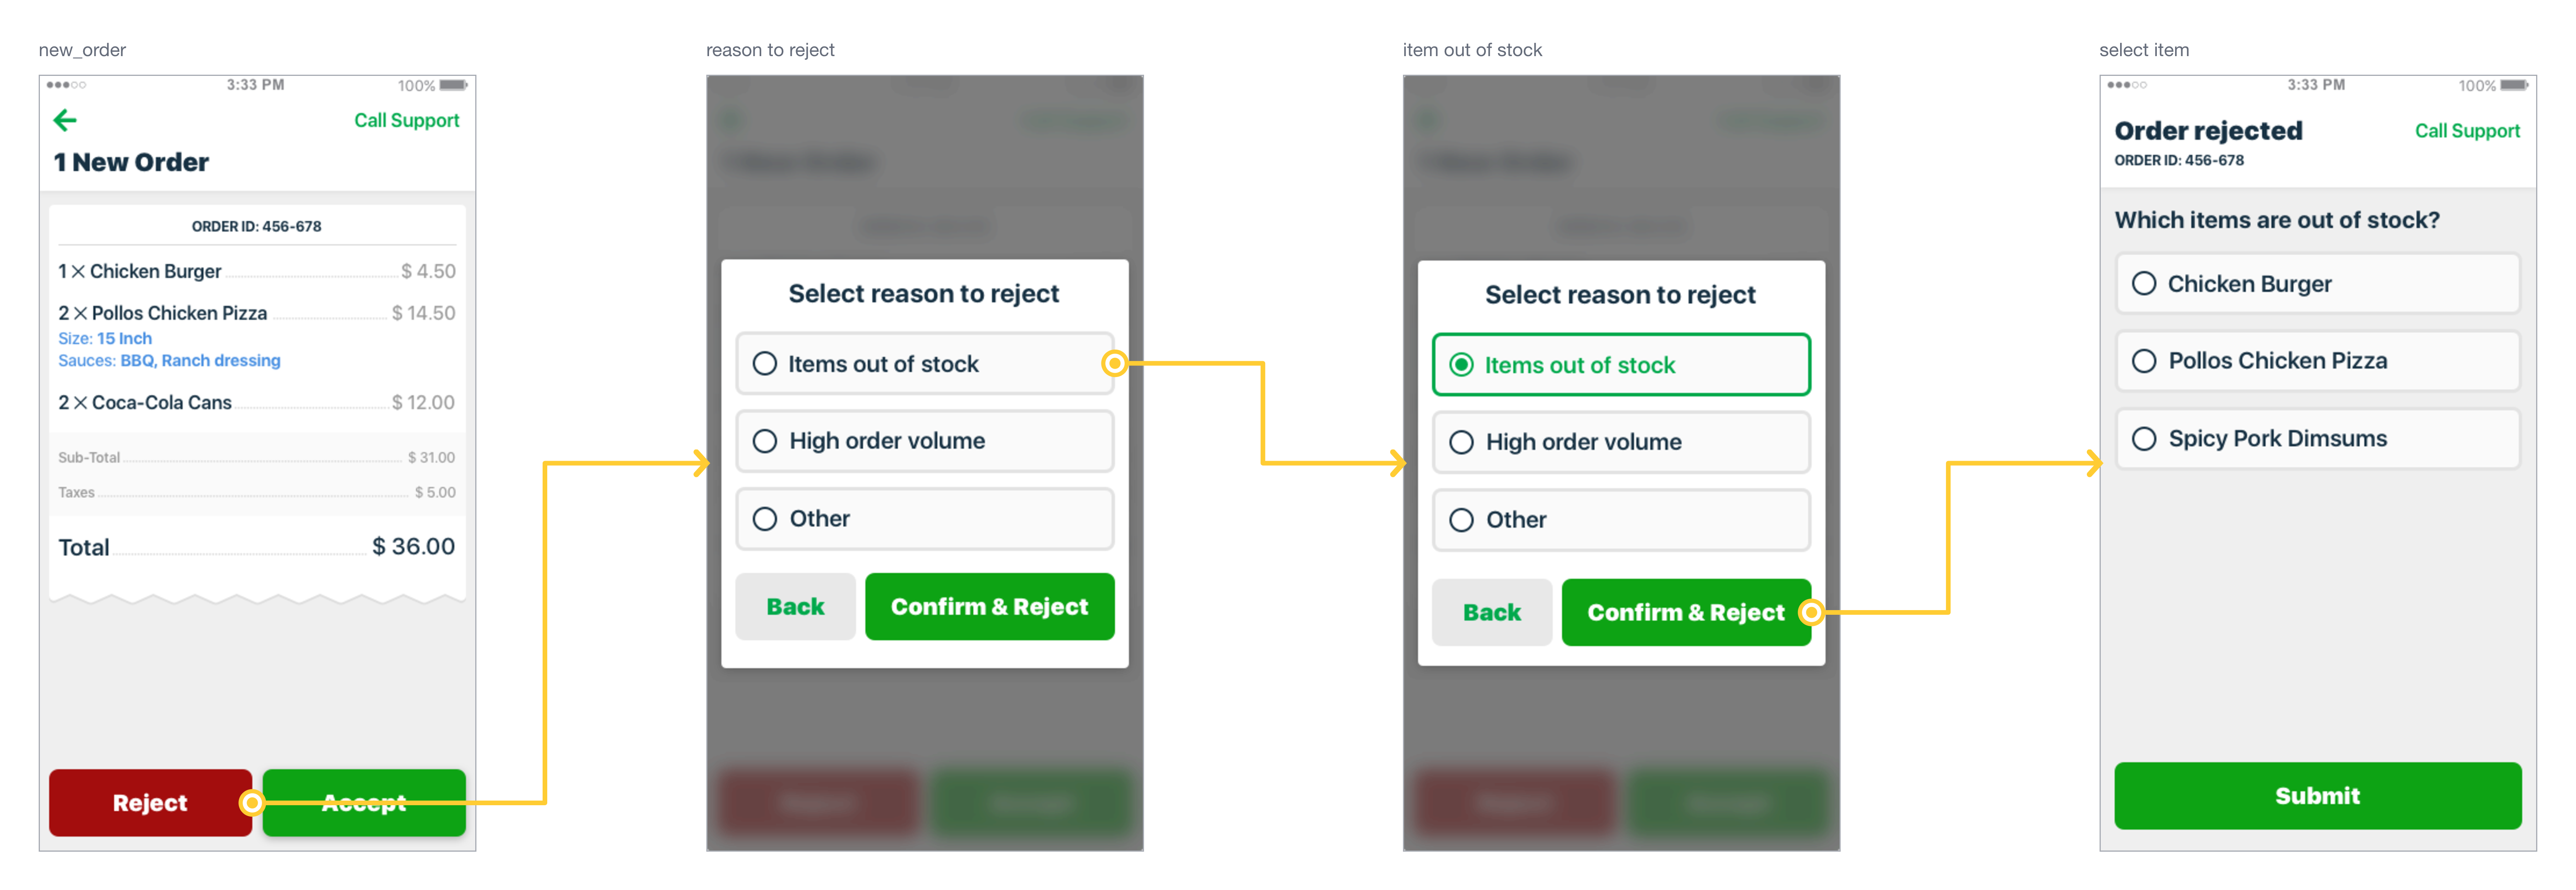 new_order
3:33 PM
100%
Call Support
1 New Order
ORDER ID: 456-678
1 × Chicken Burger $ 4.50
2 × Pollos Chicken Pizza $ 14.50
Size: 15 Inch
Sauces: BBQ, Ranch dressing
2 × Coca-Cola Cans $ 12.00
Sub-Total $ 31.00
Taxes $ 5.00
Total $ 36.00
Reject
Accept
reason to reject
Select reason to reject
Items out of stock
High order volume
Other
Back
Confirm & Reject
item out of stock
Select reason to reject
Items out of stock
High order volume
Other
Back
Confirm & Reject
select item
3:33 PM
100%
Order rejected
Call Support
ORDER ID: 456-678
Which items are out of stock?
Chicken Burger
Pollos Chicken Pizza
Spicy Pork Dimsums
Submit